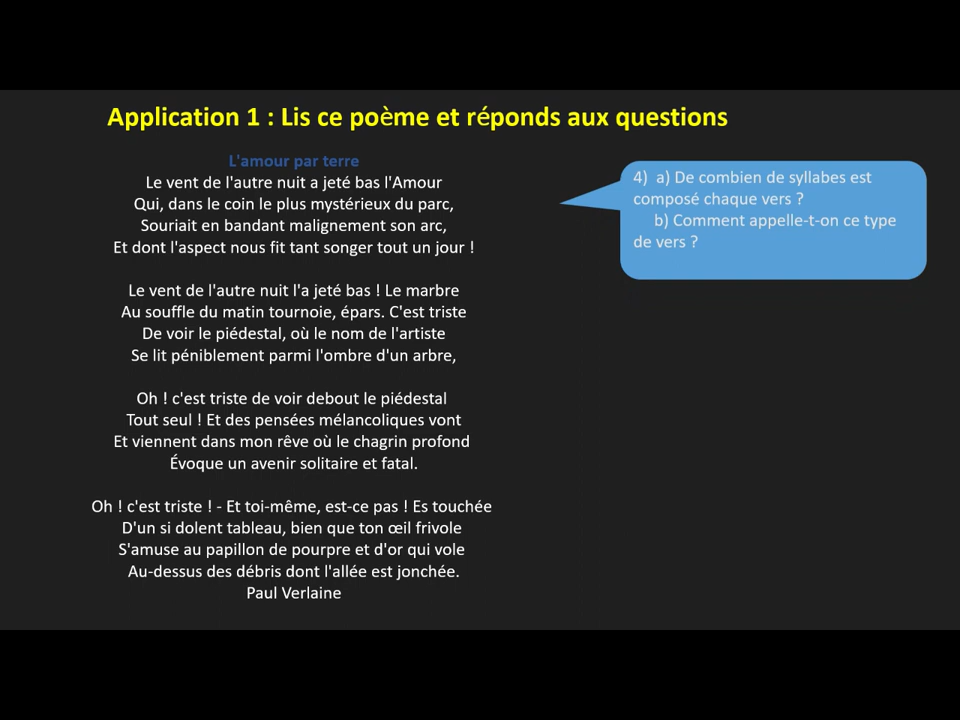 Application 1 : Lis ce poème et réponds aux questions
L'amour par terre
Le vent de l'autre nuit a jeté bas l'Amour
Qui, dans le coin le plus mystérieux du parc,
Souriait en bandant malignement son arc,
Et dont l'aspect nous fit tant songer tout un jour !
Le vent de l'autre nuit l'a jeté bas ! Le marbre
Au souffle du matin tournoie, épars. C'est triste
De voir le piédestal, où le nom de l'artiste
Se lit péniblement parmi l'ombre d'un arbre,
Oh ! c'est triste de voir debout le piédestal
Tout seul ! Et des pensées mélancoliques vont
Et viennent dans mon rêve où le chagrin profond
Évoque un avenir solitaire et fatal.
Oh ! c'est triste ! - Et toi-même, est-ce pas ! Es touchée
D'un si dolent tableau, bien que ton œil frivole
S'amuse au papillon de pourpre et d'or qui vole
Au-dessus des débris dont l'allée est jonchée.
Paul Verlaine
4) a) De combien de syllabes est
composé chaque vers ?
b) Comment appelle-t-on ce type
de vers ?